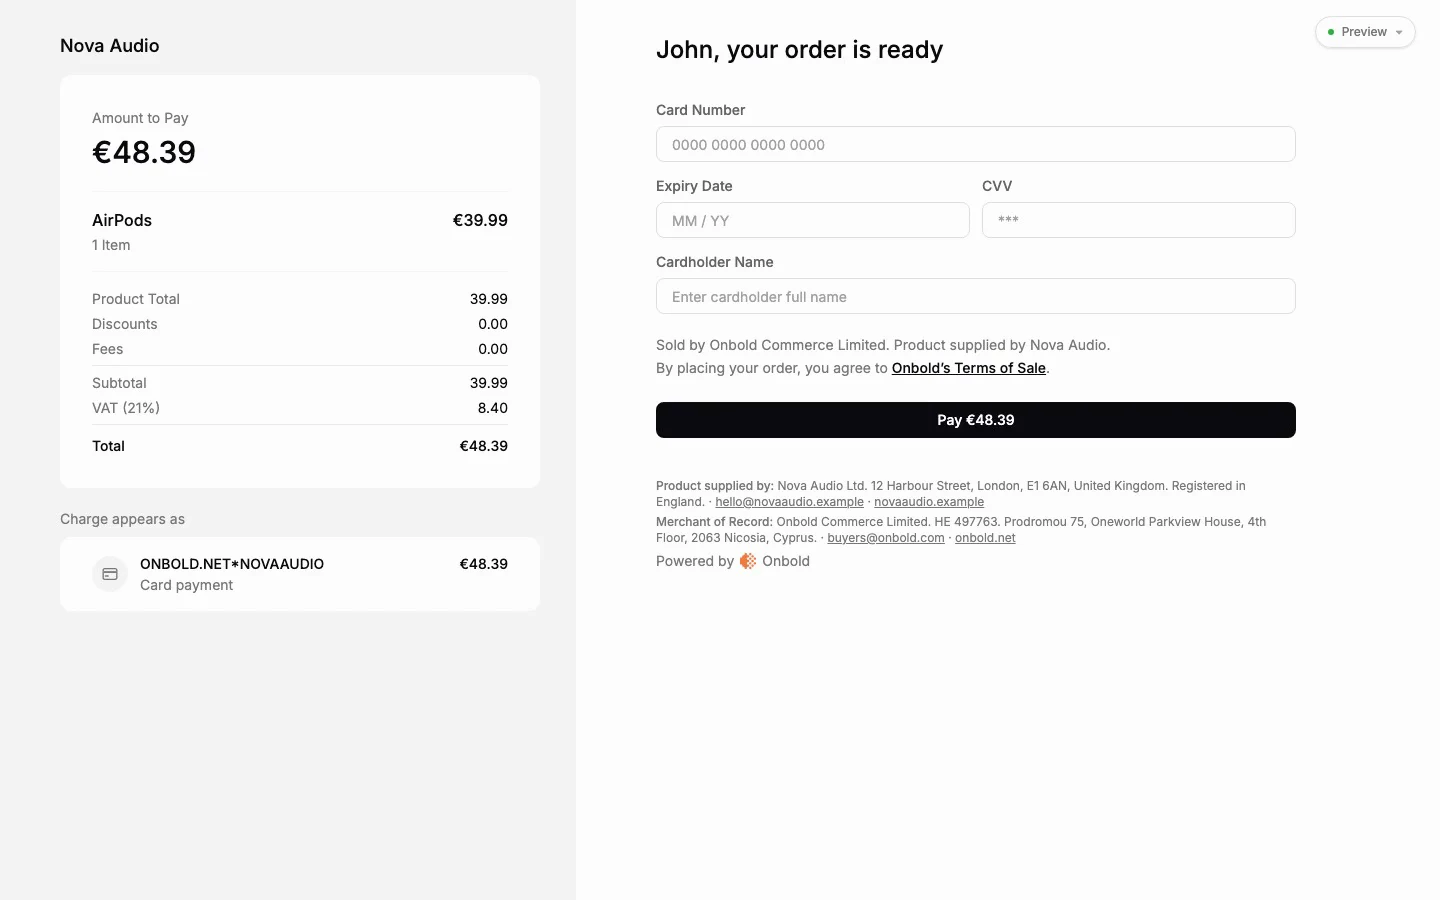 Nova Audio
Amount to Pay
€48.39
AirPods €39.99
1 Item
Product Total 39.99
Discounts 0.00
Fees 0.00
Subtotal 39.99
VAT (21%) 8.40
Total €48.39
Charge appears as
ONBOLD.NET*NOVAAUDIO €48.39
Card payment
Preview
John, your order is ready
Card Number
0000 0000 0000 0000
Expiry Date CVV
MM / YY ***
Cardholder Name
Enter cardholder full name
Sold by Onbold Commerce Limited. Product supplied by Nova Audio.
By placing your order, you agree to Onbold’s Terms of Sale.
Pay €48.39
Product supplied by: Nova Audio Ltd. 12 Harbour Street, London, E1 6AN, United Kingdom. Registered in
England. · hello@novaaudio.example · novaaudio.example
Merchant of Record: Onbold Commerce Limited. HE 497763. Prodromou 75, Oneworld Parkview House, 4th
Floor, 2063 Nicosia, Cyprus. · buyers@onbold.com · onbold.net
Powered by Onbold